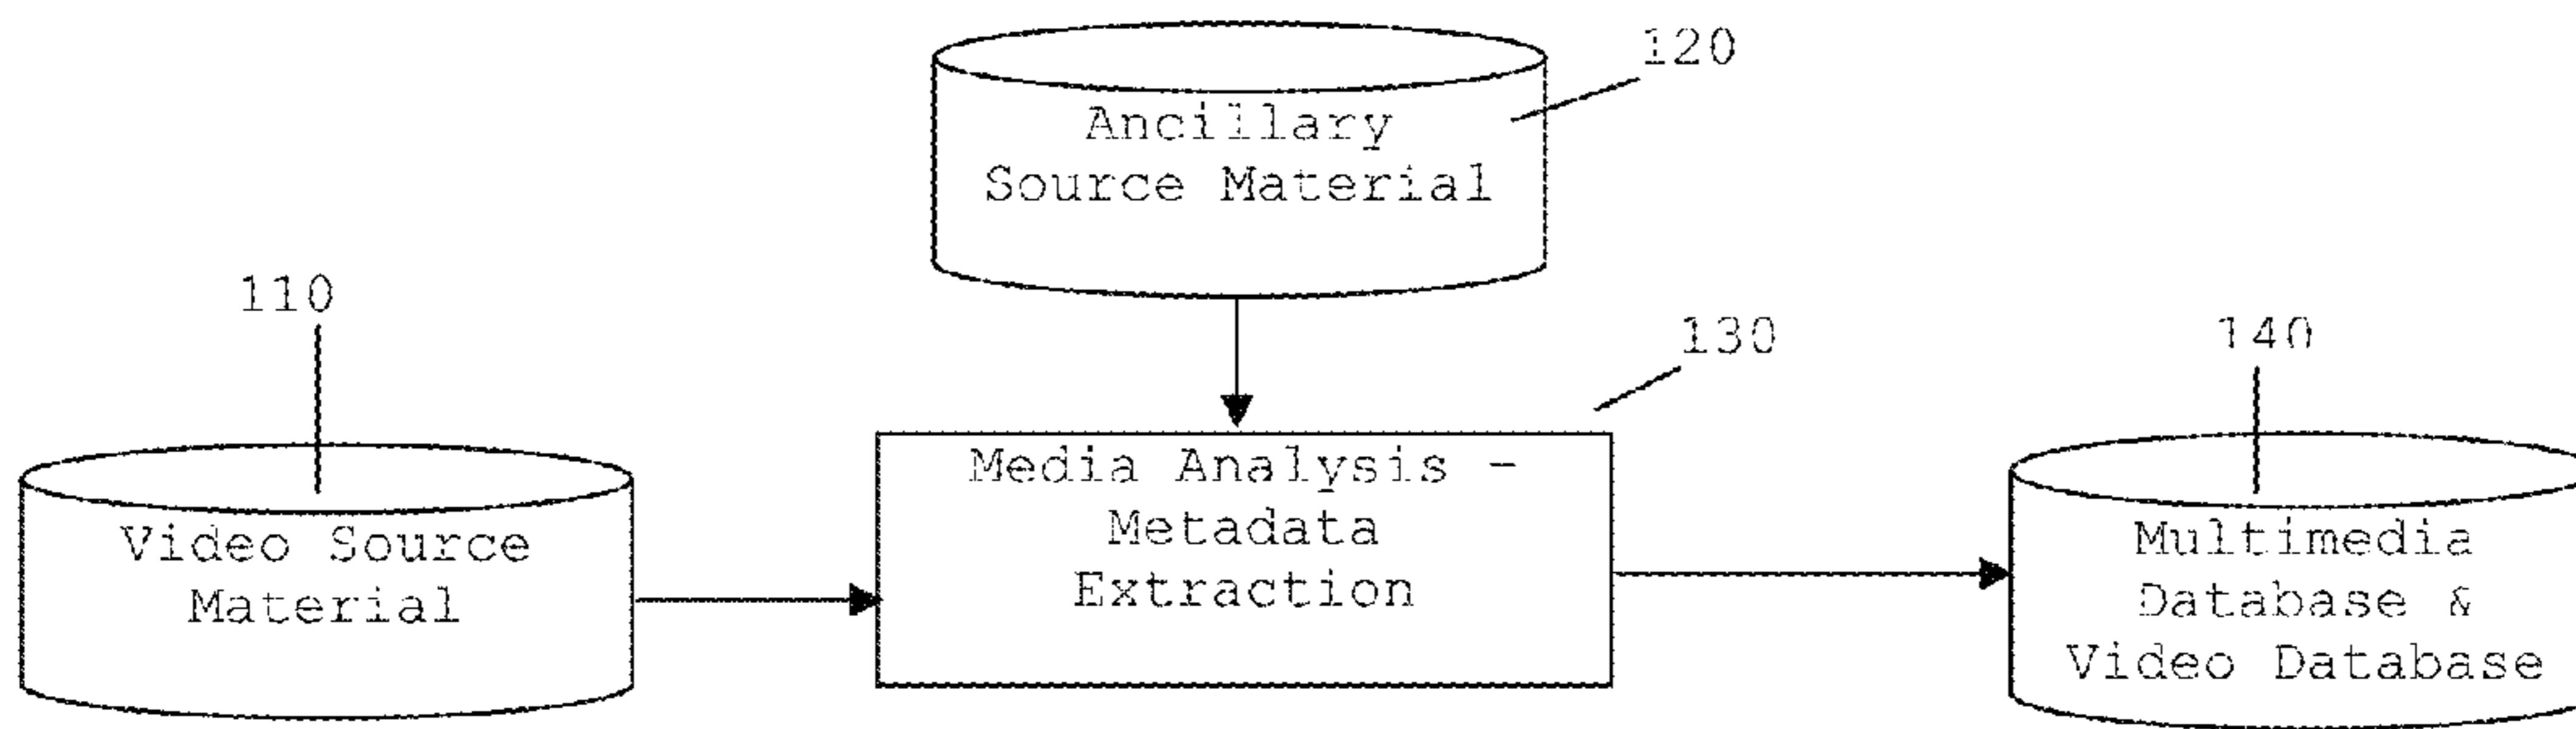 120
Ancillary
Source Material
110
130
140
Media Analysis -
Metadata
Extraction
Video Source
Material
Multimedia
Database &
Video Database